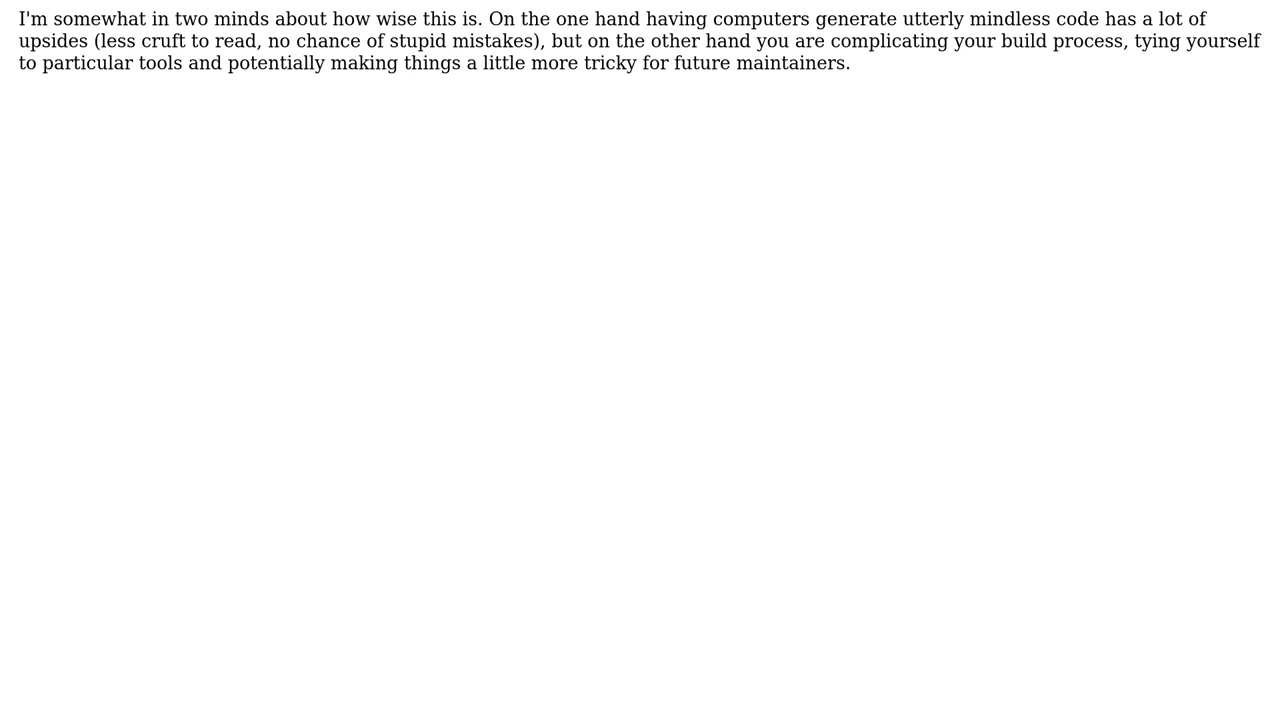 I'm somewhat in two minds about how wise this is. On the one hand having computers generate utterly mindless code has a lot of
upsides (less cruft to read, no chance of stupid mistakes), but on the other hand you are complicating your build process, tying yourself
to particular tools and potentially making things a little more tricky for future maintainers.